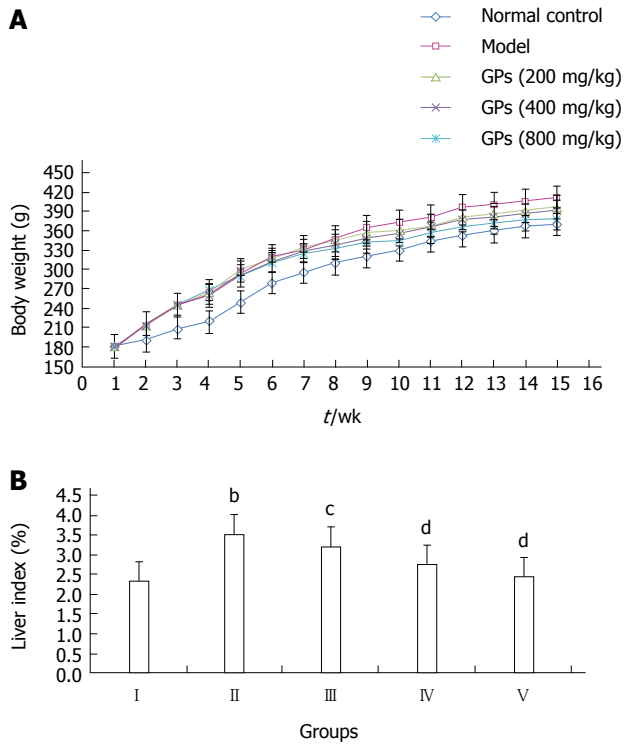 A
Normal control
Model
GPs (200 mg/kg)
GPs (400 mg/kg)
GPs (800 mg/kg)
Body weight (g)
450
420
390
360
330
300
270
240
210
180
150
0 1 2 3 4 5 6 7 8 9 10 11 12 13 14 15 16
t/wk
B
Liver index (%)
4.5
4.0
3.5
3.0
2.5
2.0
1.5
1.0
0.5
0.0
b
c
d
d
Ⅰ Ⅱ Ⅲ Ⅳ Ⅴ
Groups